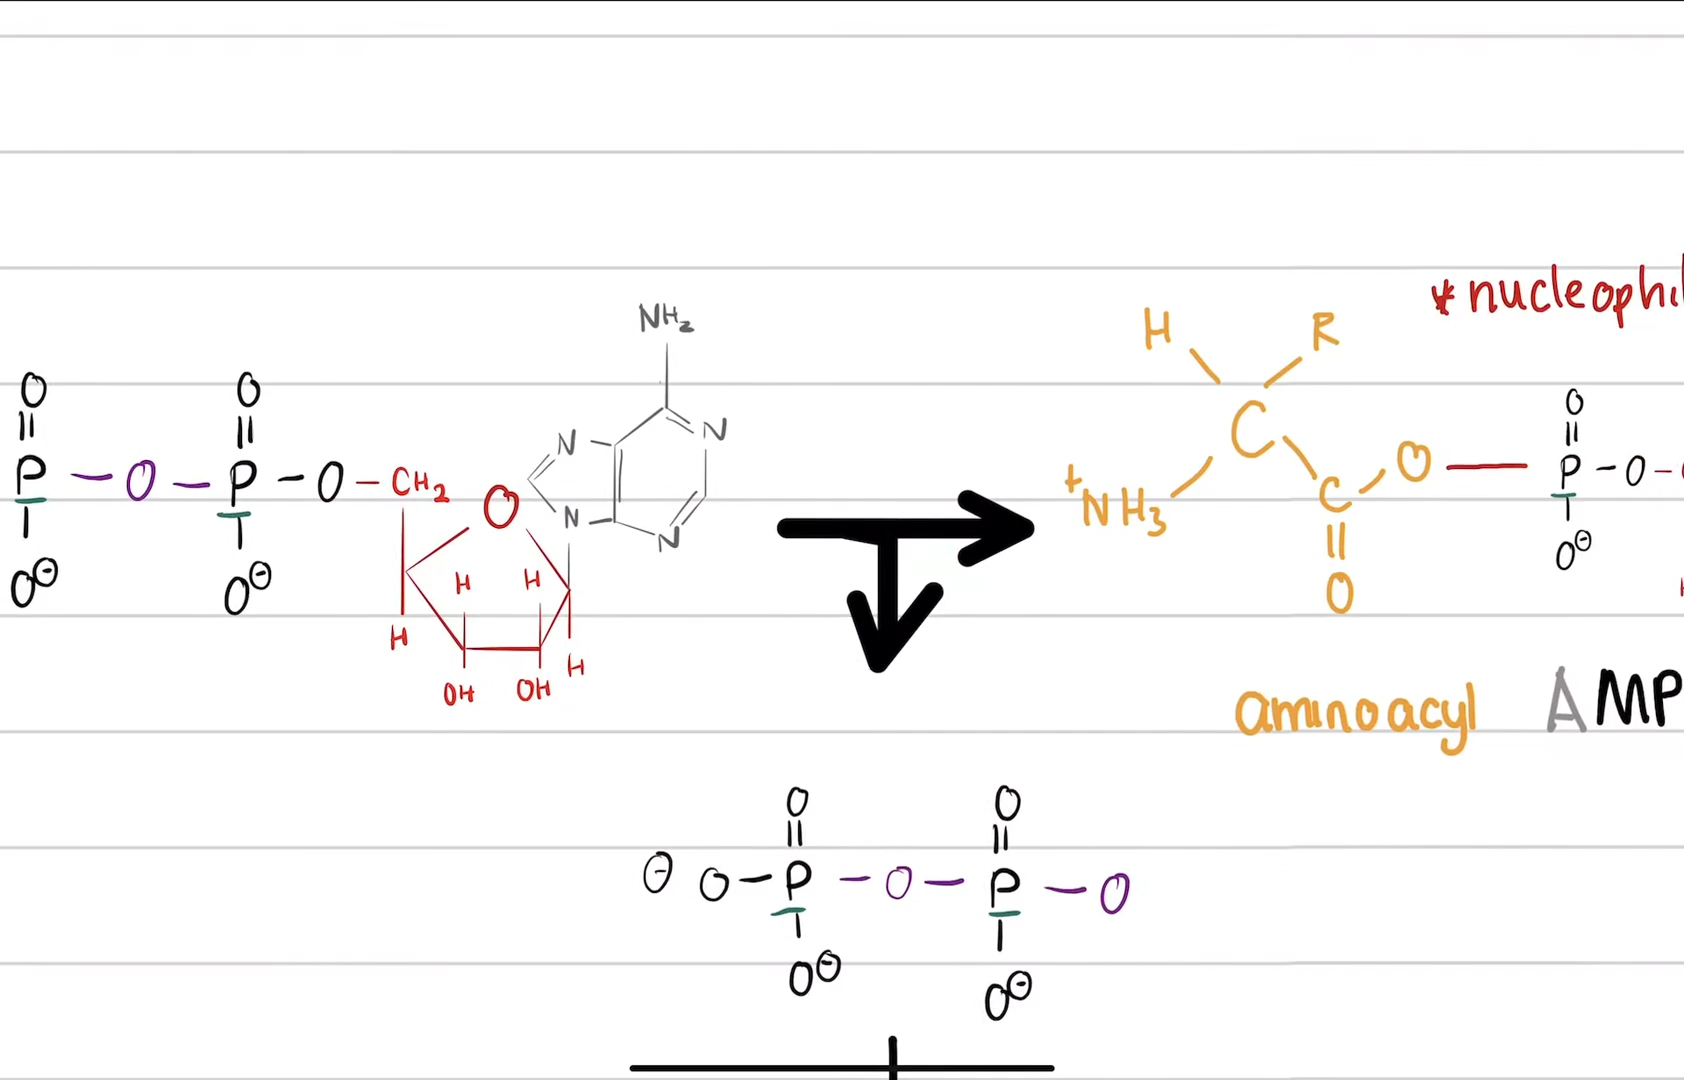 * nucleophi
NH₂
H R
O O O
N N
P - O - P - O - CH₂ O C O P - O -
⁺NH₃ C
N N
O⊖ O⊖ H H O O⊖
H OH OH H
aminoacyl AMP
O O
⊖ O - P - O - P - O
O⊖ O⊖